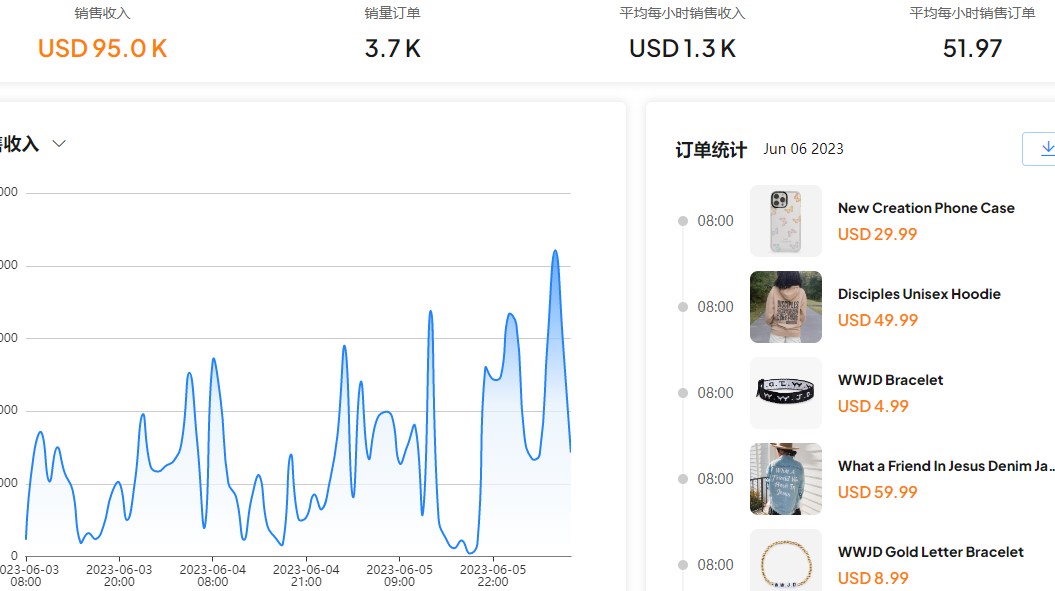 销售收入
USD 95.0 K
销量订单
3.7 K
平均每小时销售收入
USD 1.3 K
平均每小时销售订单
51.97
售收入
000
000
000
000
000
0
2023-06-03
08:00
2023-06-03
20:00
2023-06-04
08:00
2023-06-04
21:00
2023-06-05
09:00
2023-06-05
22:00
订单统计 Jun 06 2023
08:00
New Creation Phone Case
USD 29.99
08:00
Disciples Unisex Hoodie
USD 49.99
08:00
WWJD Bracelet
USD 4.99
08:00
What a Friend In Jesus Denim Ja...
USD 59.99
08:00
WWJD Gold Letter Bracelet
USD 8.99